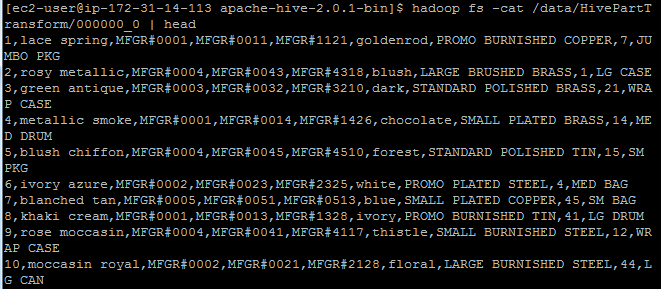 [ec2-user@ip-172-31-14-113 apache-hive-2.0.1-bin]$ hadoop fs -cat /data/HivePartT
ransform/000000_0 | head
1,lace spring,MFGR#0001,MFGR#0011,MFGR#1121,goldenrod,PROMO BURNISHED COPPER,7,JU
MBO PKG
2,rosy metallic,MFGR#0004,MFGR#0043,MFGR#4318,blush,LARGE BRUSHED BRASS,1,LG CASE
3,green antique,MFGR#0003,MFGR#0032,MFGR#3210,dark,STANDARD POLISHED BRASS,21,WRA
P CASE
4,metallic smoke,MFGR#0001,MFGR#0014,MFGR#1426,chocolate,SMALL PLATED BRASS,14,ME
D DRUM
5,blush chiffon,MFGR#0004,MFGR#0045,MFGR#4510,forest,STANDARD POLISHED TIN,15,SM
PKG
6,ivory azure,MFGR#0002,MFGR#0023,MFGR#2325,white,PROMO PLATED STEEL,4,MED BAG
7,blanched tan,MFGR#0005,MFGR#0051,MFGR#0513,blue,SMALL PLATED COPPER,45,SM BAG
8,khaki cream,MFGR#0001,MFGR#0013,MFGR#1328,ivory,PROMO BURNISHED TIN,41,LG DRUM
9,rose moccasin,MFGR#0004,MFGR#0041,MFGR#4117,thistle,SMALL BURNISHED STEEL,12,WR
AP CASE
10,moccasin royal,MFGR#0002,MFGR#0021,MFGR#2128,floral,LARGE BURNISHED STEEL,44,L
G CAN